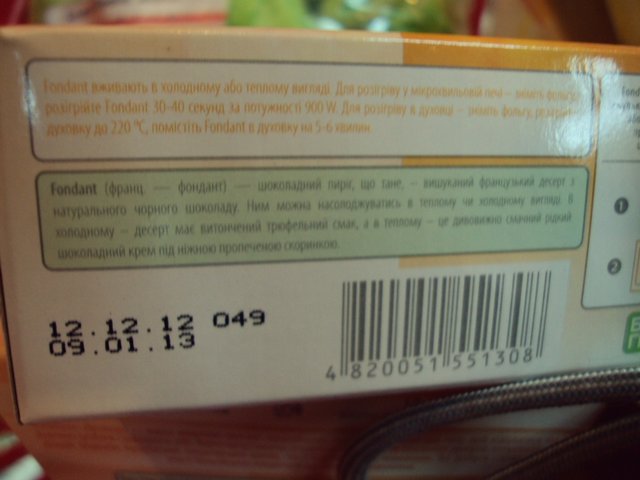 Fondant вживають в холодному або теплому вигляді. Для розігріву у мікрохвильовій печі – зніміть фольгу,
розігрійте Fondant 30-40 секунд за потужності 900 W. Для розігріву в духовці – зніміть фольгу, розігрійте
духовку до 220 °C, помістіть Fondant в духовку на 5-6 хвилин.
Fondant (франц. — фондант) — шоколадний пиріг, що тане, – вишуканий французький десерт з
натурального чорного шоколаду. Ним можна насолоджуватись в теплому чи холодному вигляді. В
холодному – десерт має витончений трюфельний смак, а в теплому – це дивовижно смачний рідкий
шоколадний крем під ніжною пропеченою скоринкою.
12.12.12 049
09.01.13
4 820051 551308
1
2